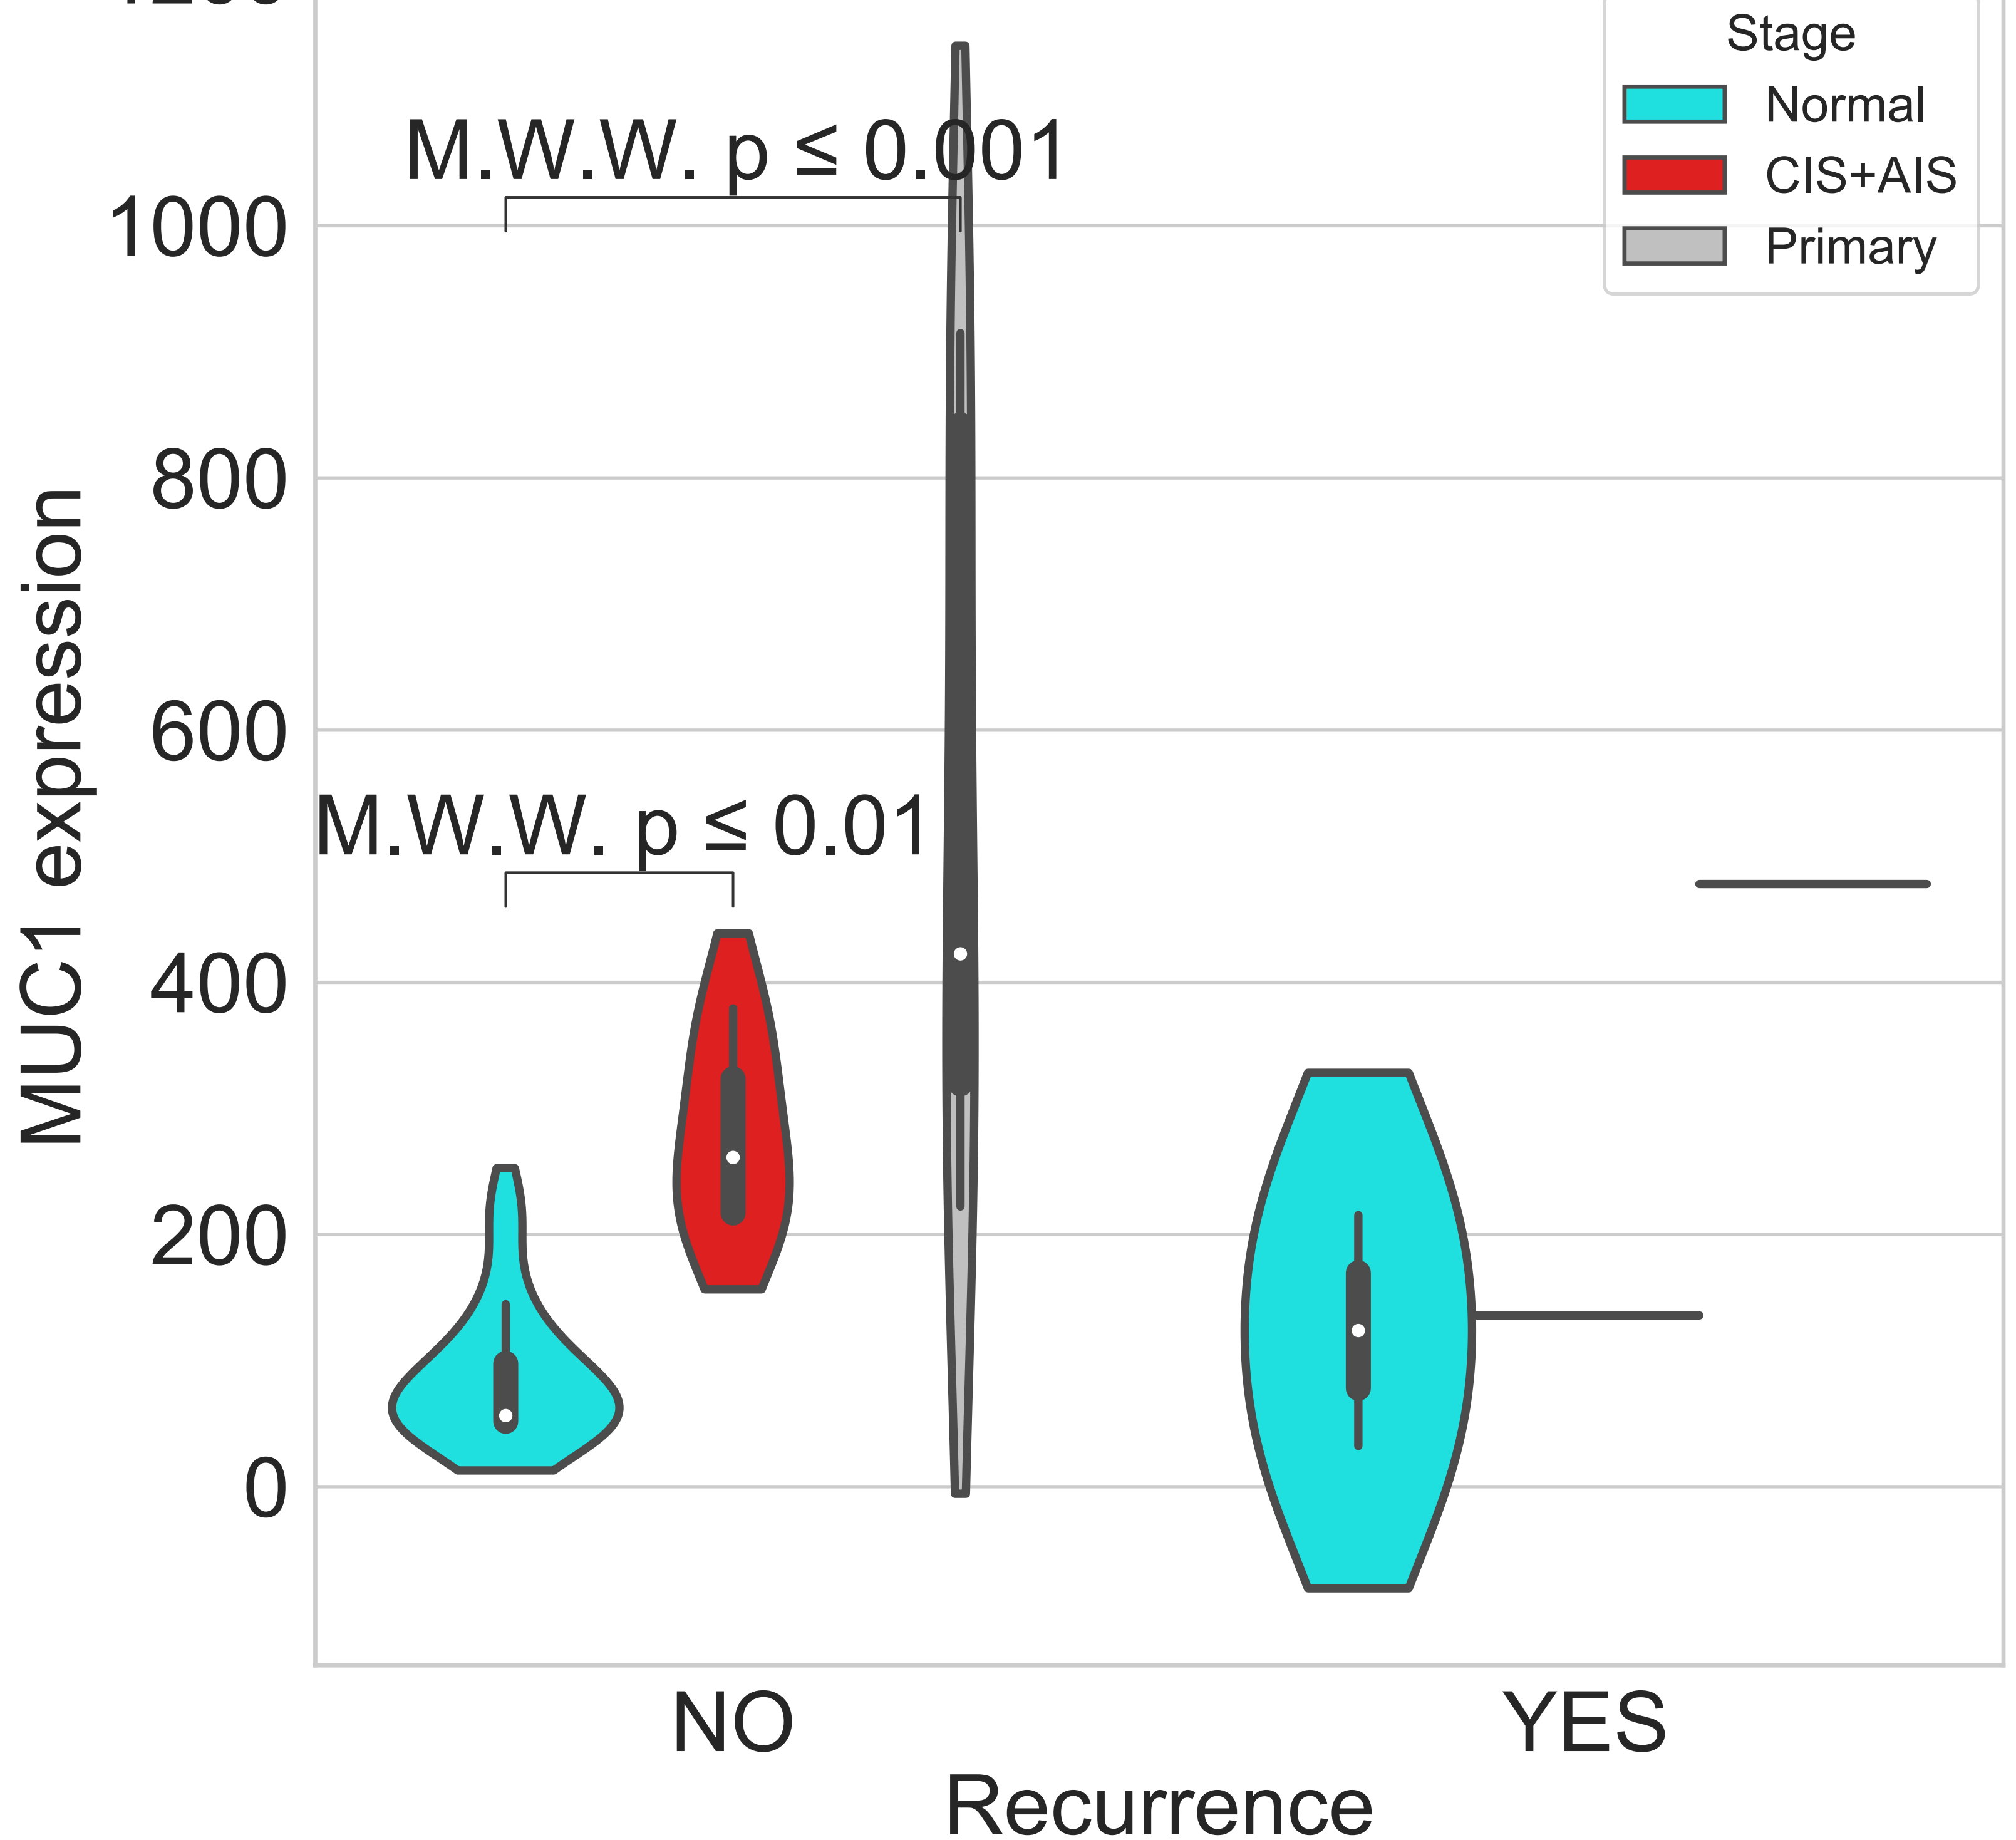 Stage
Normal
CIS+AIS
Primary
M.W.W. p ≤ 0.001
1000
800
600
M.W.W. p ≤ 0.01
400
200
0
MUC1 expression
NO
YES
Recurrence